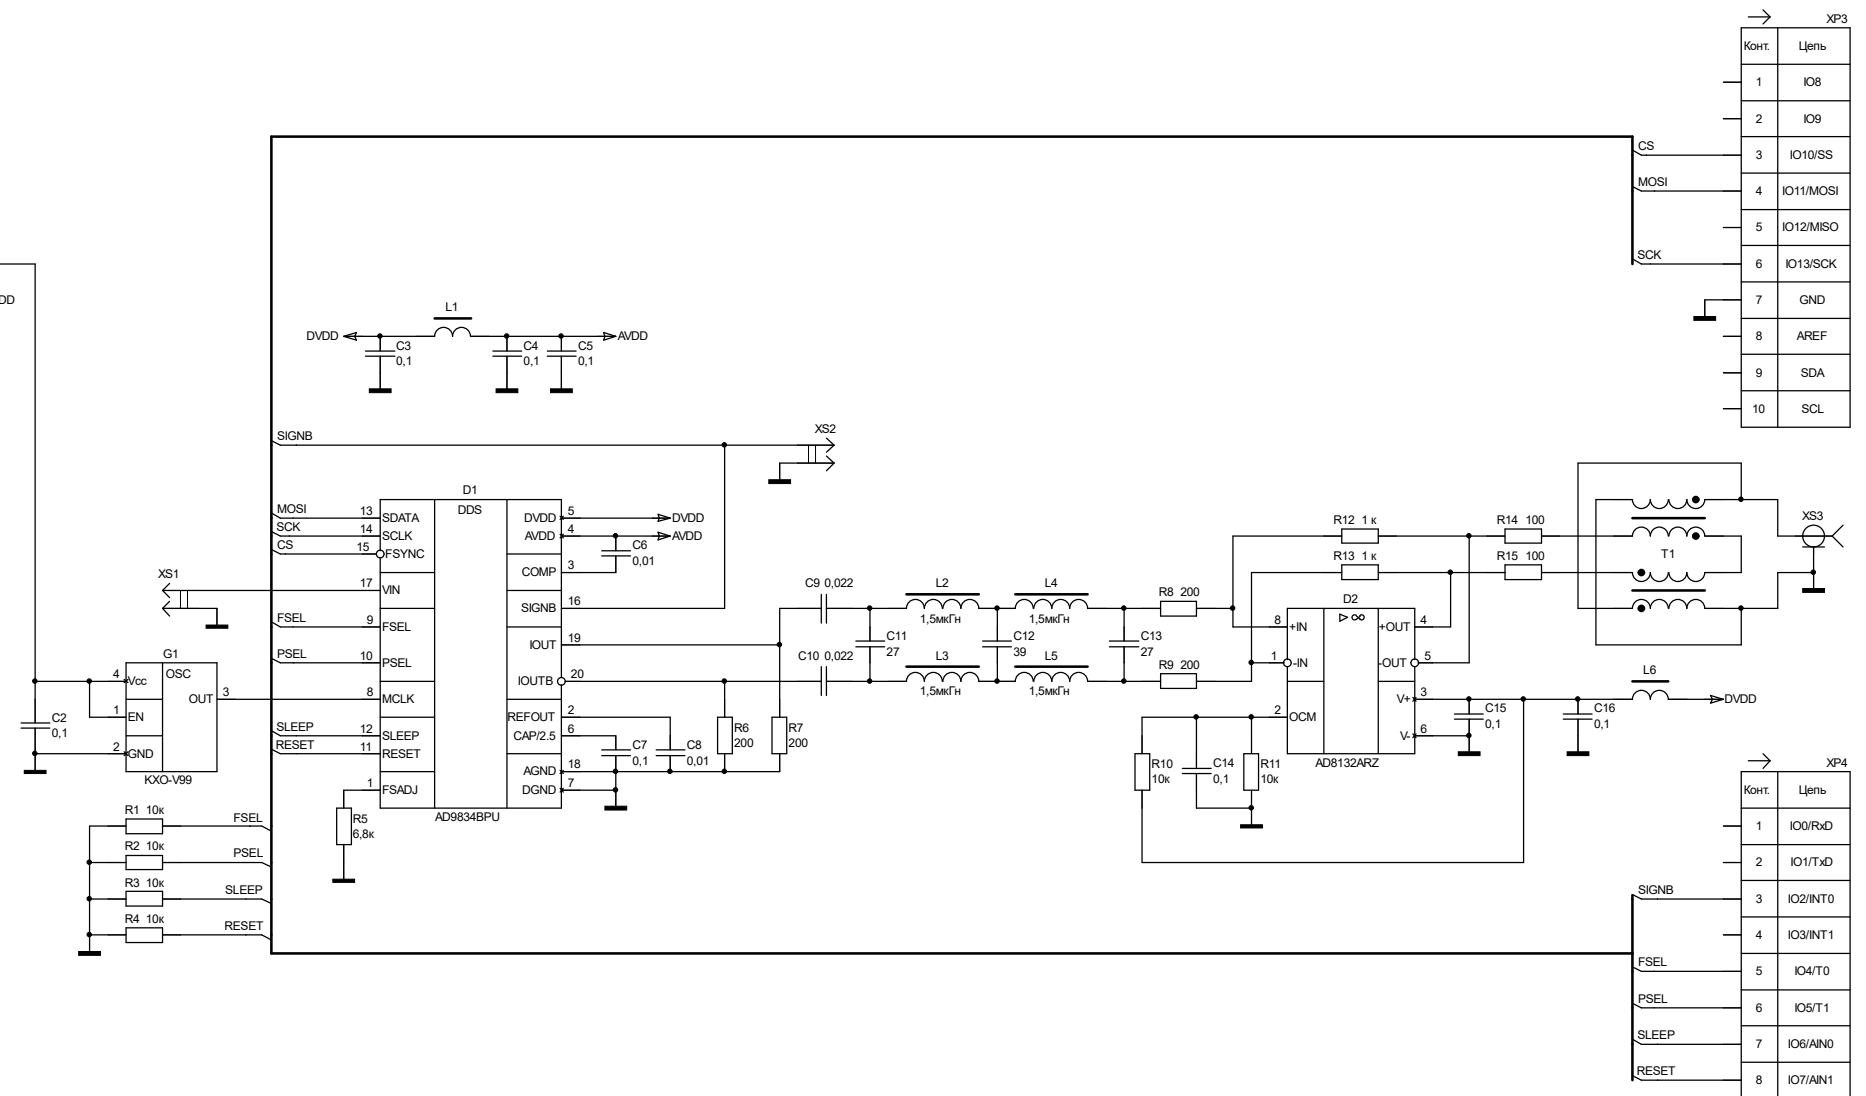 XP3
Конт. Цепь
1 IO8
2 IO9
CS 3 IO10/SS
MOSI 4 IO11/MOSI
5 IO12/MISO
SCK 6 IO13/SCK
7 GND
8 AREF
9 SDA
10 SCL
DD
L1
DVDD AVDD
C3 0,1
C4 0,1
C5 0,1
SIGNB
XS2
D1
DDS
MOSI 13 SDATA
SCK 14 SCLK
CS 15 FSYNC
XS1
17 VIN
FSEL 9 FSEL
PSEL 10 PSEL
8 MCLK
SLEEP 12 SLEEP
RESET 11 RESET
1 FSADJ
DVDD 5 DVDD
AVDD 4 AVDD
C6 0,01
COMP 3
SIGNB 16
IOUT 19
IOUTB 20
REFOUT 2
CAP/2.5 6
AGND 18
DGND 7
AD9834BPU
R5 6,8к
C7 0,1
C8 0,01
R6 200
R7 200
G1
OSC
4 Vcc
1 EN
2 GND
OUT 3
KXO-V99
C2 0,1
R1 10к FSEL
R2 10к PSEL
R3 10к SLEEP
R4 10к RESET
C9 0,022
C10 0,022
C11 27
L2 1,5мкГн
L3 1,5мкГн
C12 39
L4 1,5мкГн
L5 1,5мкГн
C13 27
R8 200
R9 200
R12 1 к
R13 1 к
R14 100
R15 100
T1
XS3
D2
▷∞
8 +IN
1 -IN
2 OCM
+OUT 4
-OUT 5
V+ 3
V- 6
AD8132ARZ
R10 10к
C14 0,1
R11 10к
C15 0,1
C16 0,1
L6
DVDD
XP4
Конт. Цепь
1 IO0/RxD
2 IO1/TxD
SIGNB 3 IO2/INT0
4 IO3/INT1
FSEL 5 IO4/T0
PSEL 6 IO5/T1
SLEEP 7 IO6/AIN0
RESET 8 IO7/AIN1